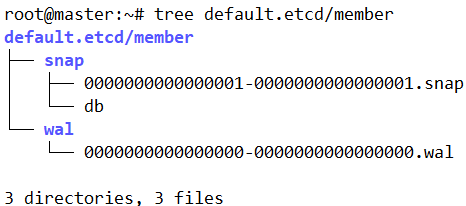 root@master:~# tree default.etcd/member
default.etcd/member
├── snap
│   ├── 0000000000000001-0000000000000001.snap
│   └── db
└── wal
    └── 0000000000000000-0000000000000000.wal

3 directories, 3 files